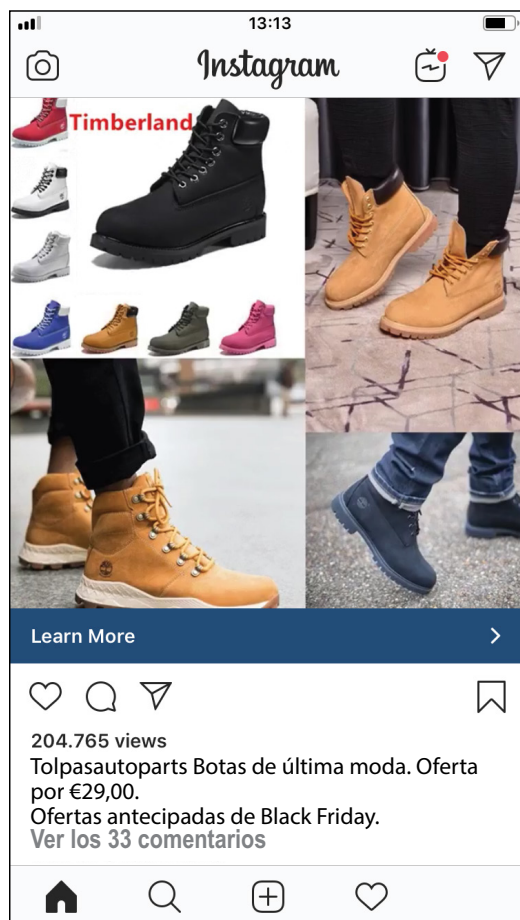 13:13
Instagram
Timberland
Learn More
204.765 views
Tolpasautoparts Botas de última moda. Oferta
por €29,00.
Ofertas antecipadas de Black Friday.
Ver los 33 comentarios